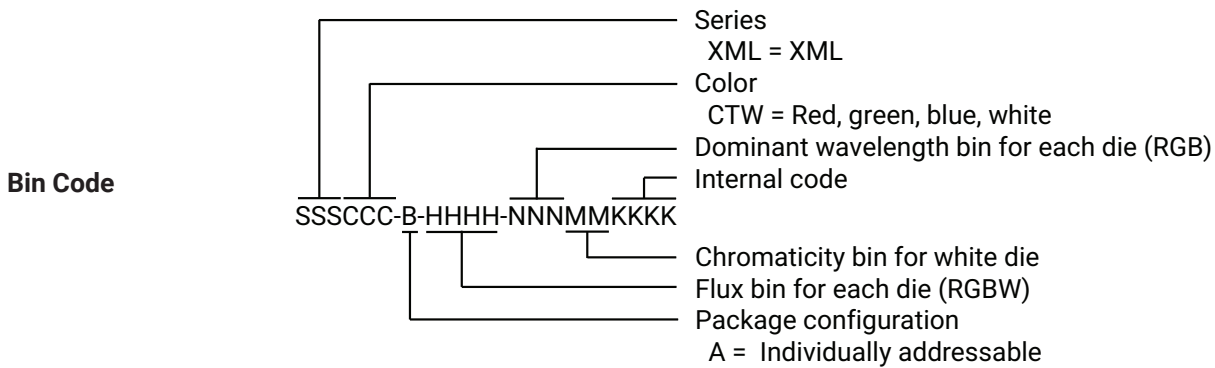 Series
XML = XML
Color
CTW = Red, green, blue, white
Dominant wavelength bin for each die (RGB)
Bin Code
Internal code
SSSCCC-B-HHHH-NNNMMKKKK
Chromaticity bin for white die
Flux bin for each die (RGBW)
Package configuration
A = Individually addressable